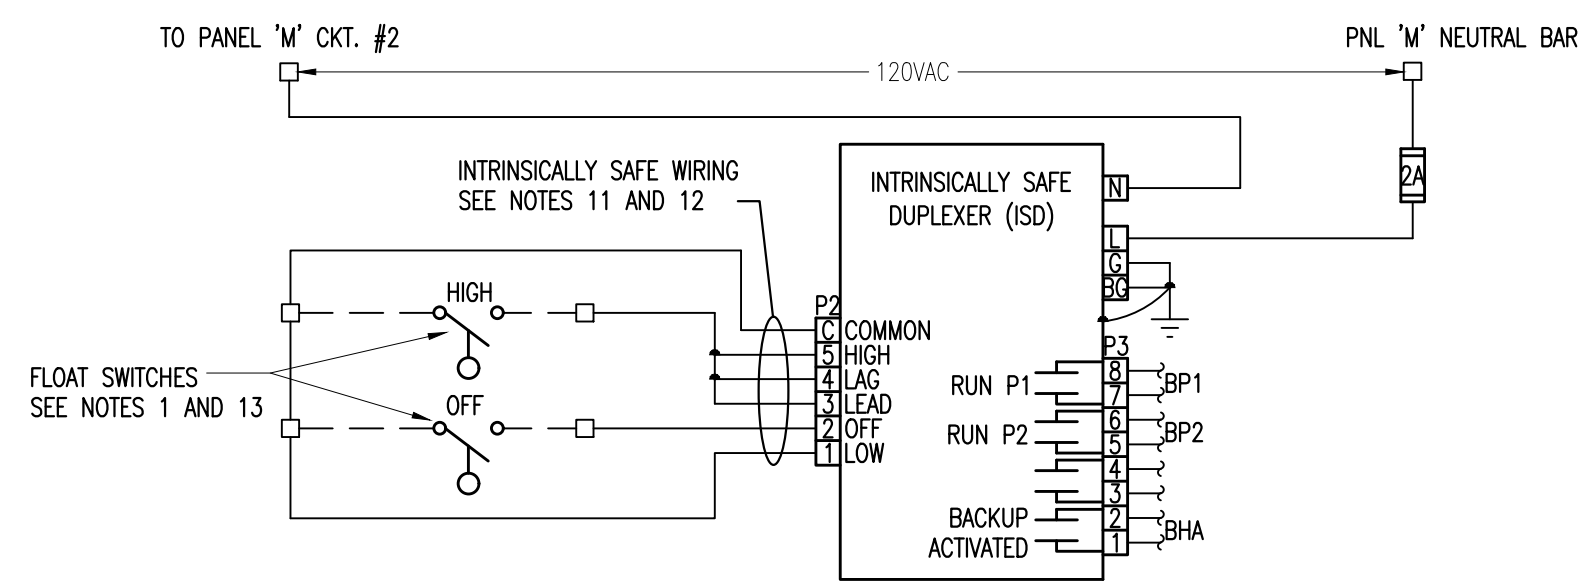 TO PANEL 'M' CKT. #2
PNL 'M' NEUTRAL BAR
120VAC
INTRINSICALLY SAFE WIRING
SEE NOTES 11 AND 12
INTRINSICALLY SAFE
DUPLEXER (ISD)
N
2A
L
G
BG
HIGH
P2
C COMMON
5 HIGH
4 LAG
3 LEAD
2 OFF
1 LOW
FLOAT SWITCHES
SEE NOTES 1 AND 13
OFF
P3
RUN P1
8
7
BP1
RUN P2
6
5
BP2
4
3
BACKUP
ACTIVATED
2
1
BHA